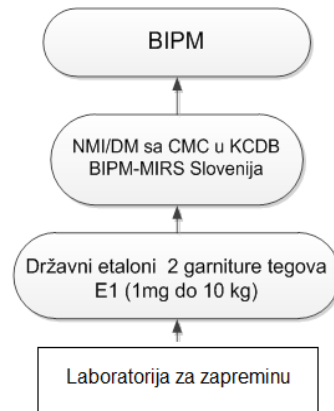 BIPM
NMI/DM sa CMC u KCDB
BIPM-MIRS Slovenija
Državni etaloni 2 garniture tegova
E1 (1mg do 10 kg)
Laboratorija za zapreminu